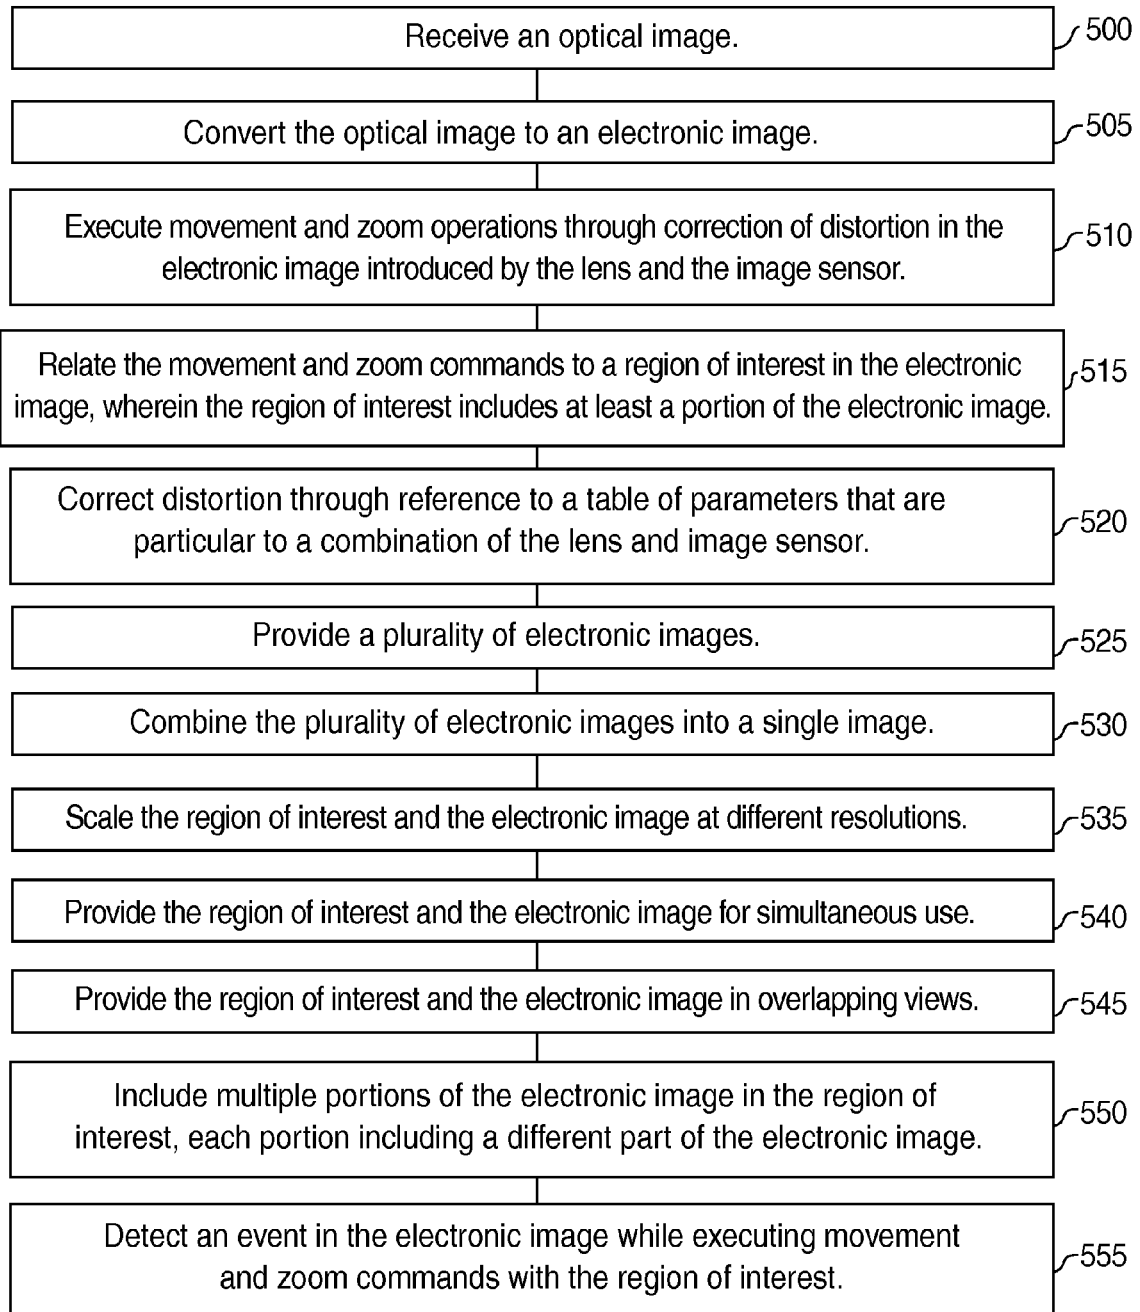 Receive an optical image.
500
Convert the optical image to an electronic image.
505
Execute movement and zoom operations through correction of distortion in the
electronic image introduced by the lens and the image sensor.
510
Relate the movement and zoom commands to a region of interest in the electronic
image, wherein the region of interest includes at least a portion of the electronic image.
515
Correct distortion through reference to a table of parameters that are
particular to a combination of the lens and image sensor.
520
Provide a plurality of electronic images.
525
Combine the plurality of electronic images into a single image.
530
Scale the region of interest and the electronic image at different resolutions.
535
Provide the region of interest and the electronic image for simultaneous use.
540
Provide the region of interest and the electronic image in overlapping views.
545
Include multiple portions of the electronic image in the region of
interest, each portion including a different part of the electronic image.
550
Detect an event in the electronic image while executing movement
and zoom commands with the region of interest.
555